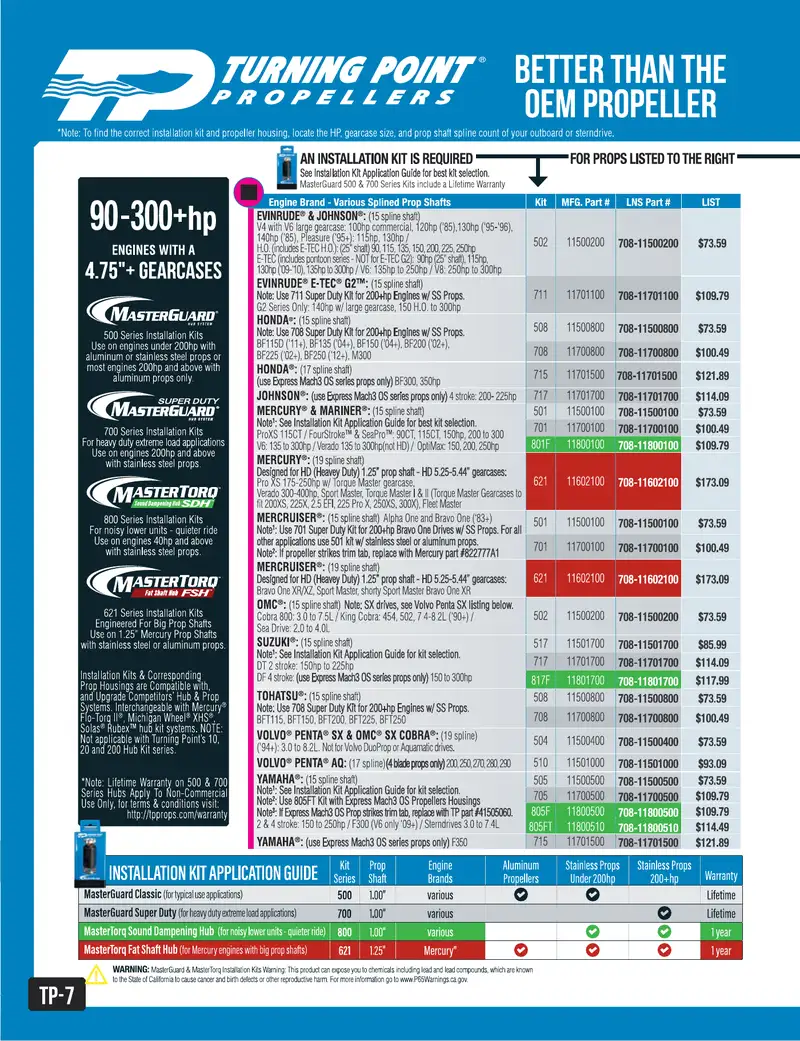 TURNING POINT®
PROPELLERS
BETTER THAN THE
OEM PROPELLER
*Note: To find the correct installation kit and propeller housing, locate the HP, gearcase size, and prop shaft spline count of your outboard or sterndrive.
AN INSTALLATION KIT IS REQUIRED
FOR PROPS LISTED TO THE RIGHT
See Installation Kit Application Guide for best kit selection.
MasterGuard 500 & 700 Series Kits include a Lifetime Warranty
90-300+hp
ENGINES WITH A
4.75"+ GEARCASES
MASTERGUARD®
HUB SYSTEM
500 Series Installation Kits
Use on engines under 200hp with
aluminum or stainless steel props or
most engines 200hp and above with
aluminum props only.
SUPER DUTY
MASTERGUARD®
HUB SYSTEM
700 Series Installation Kits
For heavy duty extreme load applications
Use on engines 200hp and above
with stainless steel props.
MASTERTORQ®
Sound Dampening Hub SDH™
800 Series Installation Kits
For noisy lower units - quieter ride
Use on engines 40hp and above
with stainless steel props.
MASTERTORQ®
Fat Shaft Hub FSH™
621 Series Installation Kits
Engineered For Big Prop Shafts
Use on 1.25" Mercury Prop Shafts
with stainless steel or aluminum props.
Installation Kits & Corresponding
Prop Housings are Compatible with,
and Upgrade Competitors' Hub & Prop
Systems. Interchangeable with Mercury®
Flo-Torq II®, Michigan Wheel® XHS®,
Solas® Rubex™ hub kit systems. NOTE:
Not applicable with Turning Point's 10,
20 and 200 Hub Kit series.
*Note: Lifetime Warranty on 500 & 700
Series Hubs Apply To Non-Commercial
Use Only, for terms & conditions visit:
http://tpprops.com/warranty
Engine Brand - Various Splined Prop Shafts Kit MFG. Part # LNS Part # LIST
EVINRUDE® & JOHNSON®: (15 spline shaft)
V4 with V6 large gearcase: 100hp commercial, 120hp ('85),130hp ('95-'96),
140hp ('85), Pleasure ('95+): 115hp, 130hp /
H.O. (includes E-TEC H.O.): (25" shaft) 90, 115, 135, 150, 200, 225, 250hp
E-TEC (includes pontoon series - NOT for E-TEC G2): 90hp (25" shaft), 115hp,
130hp ('09-'10), 135hp to 300hp / V6: 135hp to 250hp / V8: 250hp to 300hp
502 11500200 708-11500200 $73.59
EVINRUDE® E-TEC® G2™: (15 spline shaft)
Note: Use 711 Super Duty Kit for 200+hp Engines w/ SS Props.
G2 Series Only: 140hp w/ large gearcase, 150 H.O. to 300hp
711 11701100 708-11701100 $109.79
HONDA®: (15 spline shaft)
Note: Use 708 Super Duty Kit for 200+hp Engines w/ SS Props.
BF115D ('11+), BF135 ('04+), BF150 ('04+), BF200 ('02+),
BF225 ('02+), BF250 ('12+), M300
508 11500800 708-11500800 $73.59
708 11700800 708-11700800 $100.49
HONDA®: (17 spline shaft)
(use Express Mach3 OS series props only) BF300, 350hp
715 11701500 708-11701500 $121.89
JOHNSON®: (use Express Mach3 OS series props only) 4 stroke: 200- 225hp 717 11701700 708-11701700 $114.09
MERCURY® & MARINER®: (15 spline shaft)
Note¹: See Installation Kit Application Guide for best kit selection.
ProXS 115CT / FourStroke™ & SeaPro™: 90CT, 115CT, 150hp, 200 to 300
V6: 135 to 300hp / Verado 135 to 300hp(not HD) / OptiMax: 150, 200, 250hp
501 11500100 708-11500100 $73.59
701 11700100 708-11700100 $100.49
801F 11800100 708-11800100 $109.79
MERCURY®: (19 spline shaft)
Designed for HD (Heavey Duty) 1.25" prop shaft - HD 5.25-5.44" gearcases:
Pro XS 175-250hp w/ Torque Master gearcase,
Verado 300-400hp, Sport Master, Torque Master I & II (Torque Master Gearcases to
fit 200XS, 225X, 2.5 EFI, 225 Pro X, 250XS, 300X), Fleet Master
621 11602100 708-11602100 $173.09
MERCRUISER®: (15 spline shaft) Alpha One and Bravo One ('83+)
Note¹: Use 701 Super Duty Kit for 200+hp Bravo One Drives w/ SS Props. For all
other applications use 501 kit w/ stainless steel or aluminum props.
Note²: If propeller strikes trim tab, replace with Mercury part #822777A1
501 11500100 708-11500100 $73.59
701 11700100 708-11700100 $100.49
MERCRUISER®: (19 spline shaft)
Designed for HD (Heavey Duty) 1.25" prop shaft - HD 5.25-5.44" gearcases:
Bravo One XR/XZ, Sport Master, shorty Sport Master Bravo One XR
621 11602100 708-11602100 $173.09
OMC®: (15 spline shaft) Note; SX drives, see Volvo Penta SX listing below.
Cobra 800: 3.0 to 7.5L / King Cobra: 454, 502, 7 4-8.2L ('90+) /
Sea Drive: 2.0 to 4.0L
502 11500200 708-11500200 $73.59
SUZUKI®: (15 spline shaft)
Note¹: See Installation Kit Application Guide for kit selection.
DT 2 stroke: 150hp to 225hp
DF 4 stroke: (use Express Mach3 OS series props only) 150 to 300hp
517 11501700 708-11501700 $85.99
717 11701700 708-11701700 $114.09
817F 11801700 708-11801700 $117.99
TOHATSU®: (15 spline shaft)
Note; Use 708 Super Duty Kit for 200+hp Engines w/ SS Props.
BFT115, BFT150, BFT200, BFT225, BFT250
508 11500800 708-11500800 $73.59
708 11700800 708-11700800 $100.49
VOLVO® PENTA® SX & OMC® SX COBRA®: (19 spline)
('94+): 3.0 to 8.2L. Not for Volvo DuoProp or Aquamatic drives.
504 11500400 708-11500400 $73.59
VOLVO® PENTA® AQ: (17 spline)(4 blade props only) 200, 250, 270, 280, 290 510 11501000 708-11501000 $93.09
YAMAHA®: (15 spline shaft)
Note¹: See Installation Kit Application Guide for kit selection.
Note²: Use 805FT Kit with Express Mach3 OS Propellers Housings
Note³: If Express Mach3 OS Prop strikes trim tab, replace with TP part #41505060.
2 & 4 stroke: 150 to 250hp / F300 (V6 only '09+) / Sterndrives 3.0 to 7.4L
505 11500500 708-11500500 $73.59
705 11700500 708-11700500 $109.79
805F 11800500 708-11800500 $109.79
805FT 11800510 708-11800510 $114.49
YAMAHA®: (use Express Mach3 OS series props only) F350 715 11701500 708-11701500 $121.89
INSTALLATION KIT APPLICATION GUIDE
Kit Series Prop Shaft Engine Brands Aluminum Propellers Stainless Props Under 200hp Stainless Props 200+hp Warranty
MasterGuard Classic (for typical use applications) 500 1.00" various Lifetime
MasterGuard Super Duty (for heavy duty extreme load applications) 700 1.00" various Lifetime
MasterTorq Sound Dampening Hub (for noisy lower units - quieter ride) 800 1.00" various 1 year
MasterTorq Fat Shaft Hub (for Mercury engines with big prop shafts) 621 1.25" Mercury* 1 year
WARNING: MasterGuard & MasterTorq Installation Kits Warning: This product can expose you to chemicals including lead and lead compounds, which are known
to the State of California to cause cancer and birth defects or other reproductive harm. For more information go to www.P65Warnings.ca.gov.
TP-7